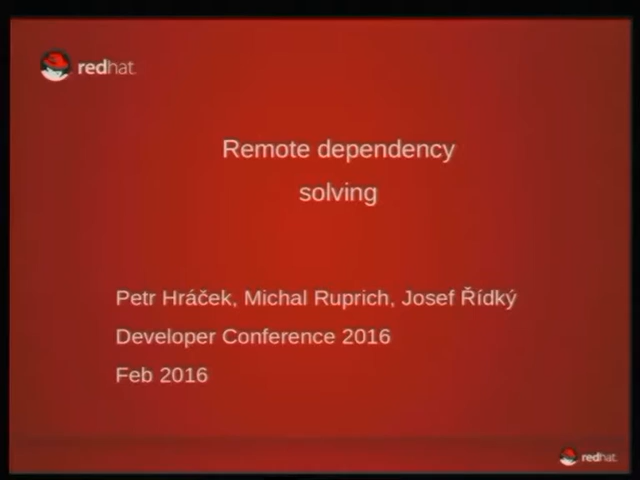 redhat.
Remote dependency
solving
Petr Hráček, Michal Ruprich, Josef Řídký
Developer Conference 2016
Feb 2016
redhat.